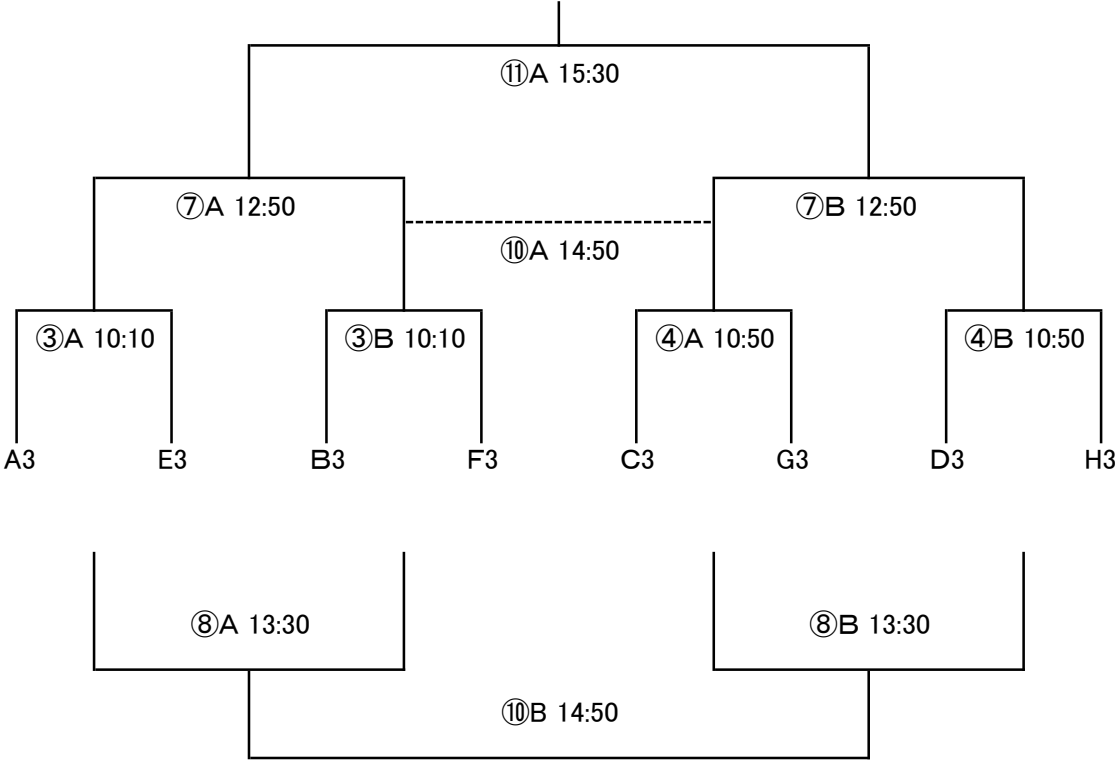 ⑪A 15:30
⑦A 12:50
⑦B 12:50
⑩A 14:50
③A 10:10
③B 10:10
④A 10:50
④B 10:50
A3
E3
B3
F3
C3
G3
D3
H3
⑧A 13:30
⑧B 13:30
⑩B 14:50